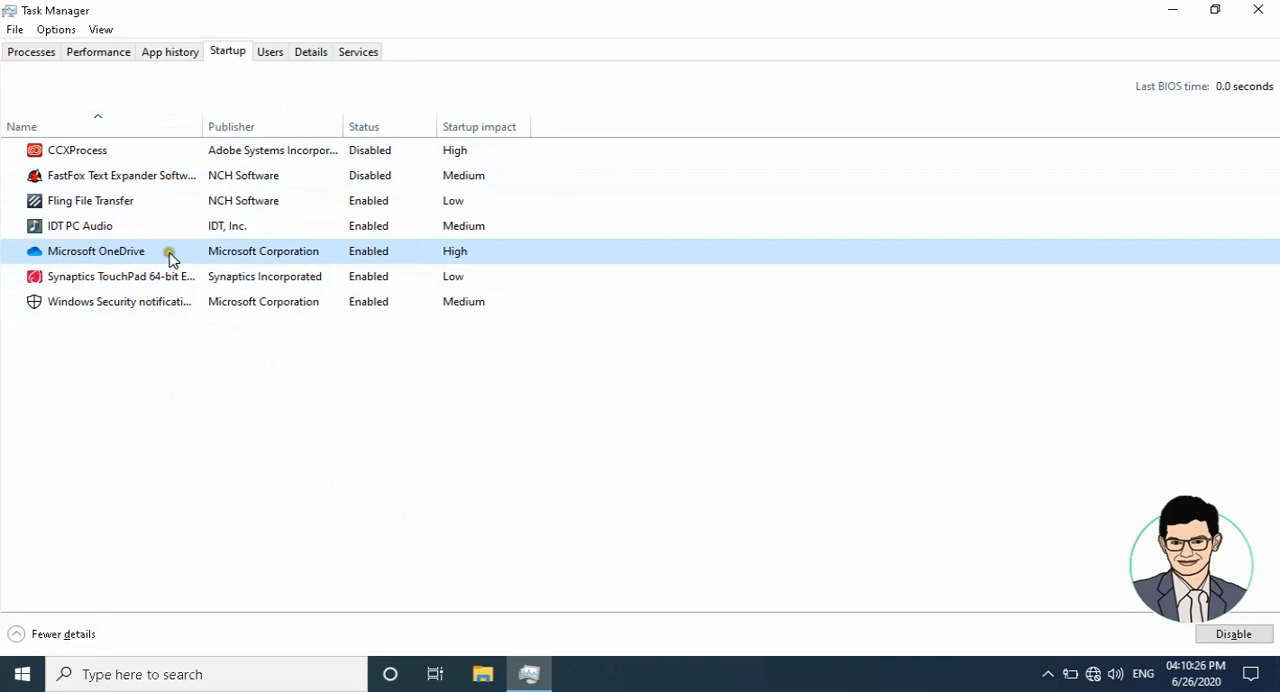 Task Manager
File Options View
Processes Performance App history Startup Users Details Services
Last BIOS time: 0.0 seconds
Name Publisher Status Startup impact
CCXProcess Adobe Systems Incorpor... Disabled High
FastFox Text Expander Softw... NCH Software Disabled Medium
Fling File Transfer NCH Software Enabled Low
IDT PC Audio IDT, Inc. Enabled Medium
Microsoft OneDrive Microsoft Corporation Enabled High
Synaptics TouchPad 64-bit E... Synaptics Incorporated Enabled Low
Windows Security notificati... Microsoft Corporation Enabled Medium
Fewer details Disable
Type here to search ENG 04:10:26 PM
6/26/2020